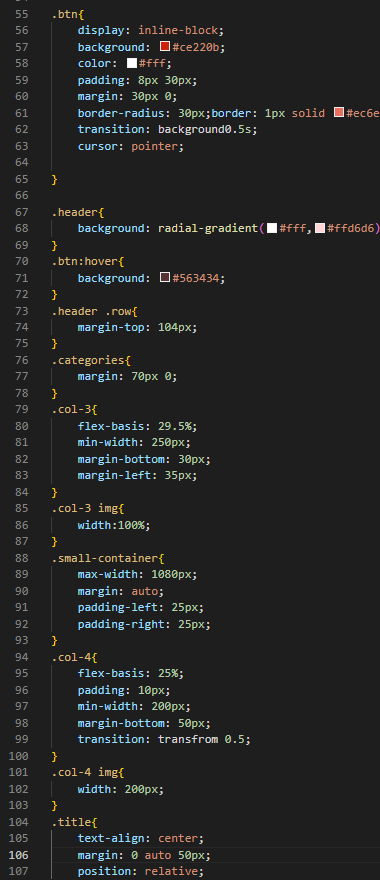 55 .btn{
56 display: inline-block;
57 background: #ce220b;
58 color: #fff;
59 padding: 8px 30px;
60 margin: 30px 0;
61 border-radius: 30px;border: 1px solid #ec6e
62 transition: background0.5s;
63 cursor: pointer;
64
65 }
66
67 .header{
68 background: radial-gradient(#fff,#ffd6d6)
69 }
70 .btn:hover{
71 background: #563434;
72 }
73 .header .row{
74 margin-top: 104px;
75 }
76 .categories{
77 margin: 70px 0;
78 }
79 .col-3{
80 flex-basis: 29.5%;
81 min-width: 250px;
82 margin-bottom: 30px;
83 margin-left: 35px;
84 }
85 .col-3 img{
86 width:100%;
87 }
88 .small-container{
89 max-width: 1080px;
90 margin: auto;
91 padding-left: 25px;
92 padding-right: 25px;
93 }
94 .col-4{
95 flex-basis: 25%;
96 padding: 10px;
97 min-width: 200px;
98 margin-bottom: 50px;
99 transition: transfrom 0.5;
100 }
101 .col-4 img{
102 width: 200px;
103 }
104 .title{
105 text-align: center;
106 margin: 0 auto 50px;
107 position: relative;